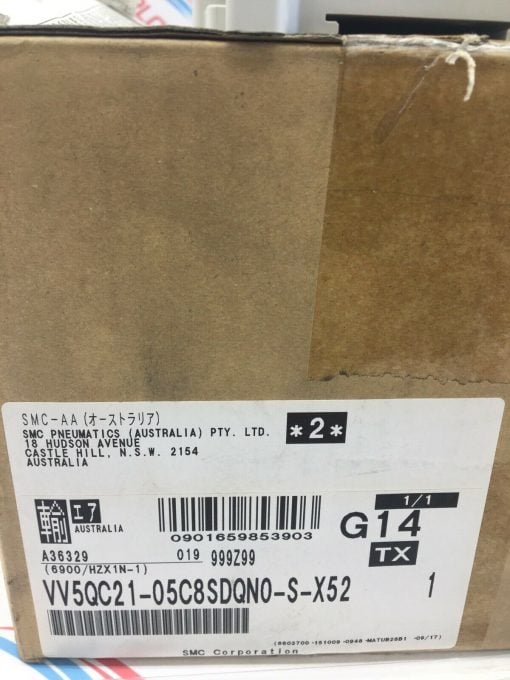 SMC-AA(オーストラリア)
SMC PNEUMATICS (AUSTRALIA) PTY. LTD.
18 HUDSON AVENUE
CASTLE HILL, N.S.W. 2154
AUSTRALIA
*2*
輸 エア
AUSTRALIA
0901659853903
1/1
G14
TX
A36329
019 999Z99
(6900/HZX1N-1)
VV5QC21-05C8SDQN0-S-X52 1
SMC Corporation